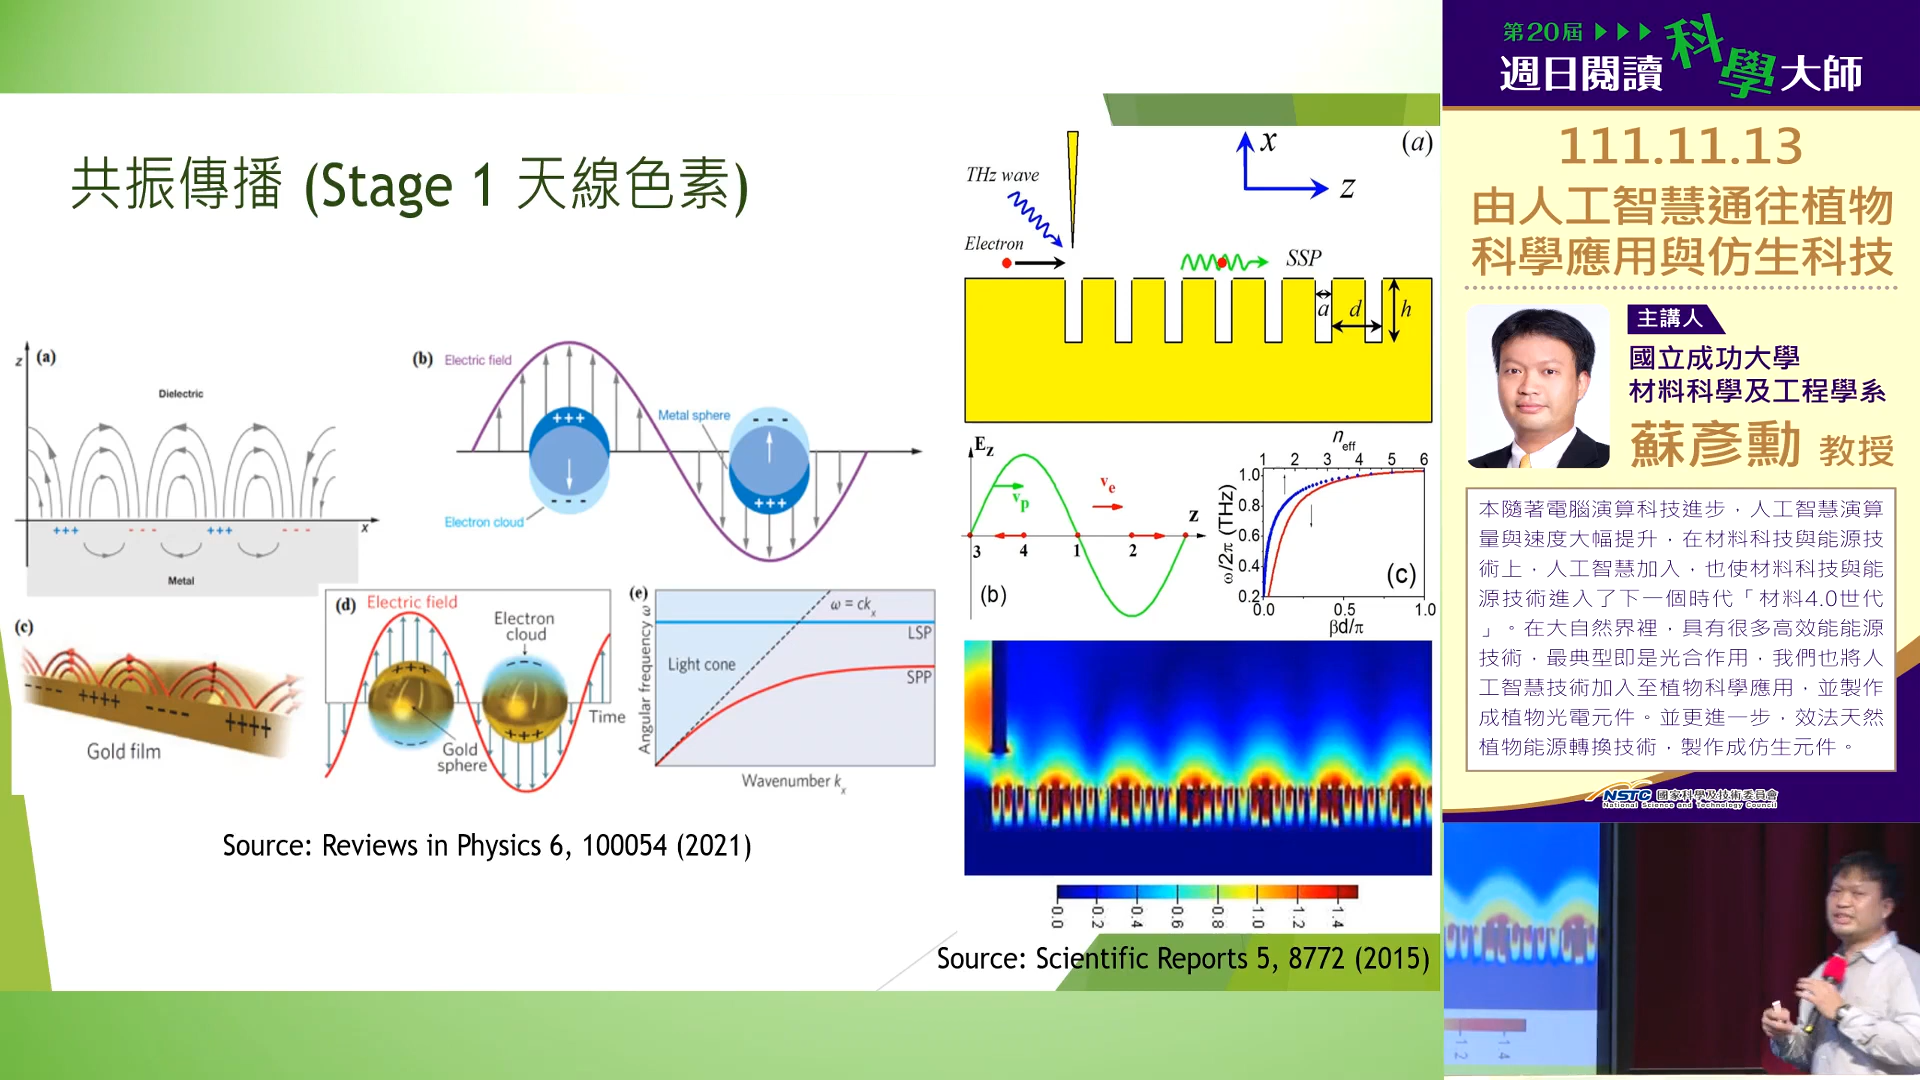 共振傳播 (Stage 1 天線色素)
z
(a)
Dielectric
+++
- - -
+++
- - -
x
Metal
(b)
Electric field
+++
Metal sphere
- - -
- - -
Electron cloud
+++
(c)
- - - -
++++
- - - -
++++
Gold film
(d)
Electric field
Electron
cloud
+++
- - -
- - -
+++
Time
Gold
sphere
(e)
Angular frequency ω
ω = ckx
LSP
Light cone
SPP
Wavenumber kx
Source: Reviews in Physics 6, 100054 (2021)
(a)
x
z
THz wave
Electron
SSP
a
d
h
Ez
vp
ve
z
3
4
1
2
(b)
neff
1 2 3 4 5 6
1.0
0.8
0.6
0.4
0.2
ω/2π (THz)
(c)
0.0 0.5 1.0
βd/π
0.0 0.2 0.4 0.6 0.8 1.0 1.2 1.4
Source: Scientific Reports 5, 8772 (2015)
第20屆
週日閱讀科學大師
111.11.13
由人工智慧通往植物
科學應用與仿生科技
主講人
國立成功大學
材料科學及工程學系
蘇彥勳 教授
本隨著電腦演算科技進步，人工智慧演算
量與速度大幅提升，在材料科技與能源技
術上，人工智慧加入，也使材料科技與能
源技術進入了下一個時代「材料4.0世代
」。在大自然界裡，具有很多高效能能源
技術，最典型即是光合作用，我們也將人
工智慧技術加入至植物科學應用，並製作
成植物光電元件。並更進一步，效法天然
植物能源轉換技術，製作成仿生元件。
NSTC 國家科學及技術委員會
National Science and Technology Council
1.2
1.4